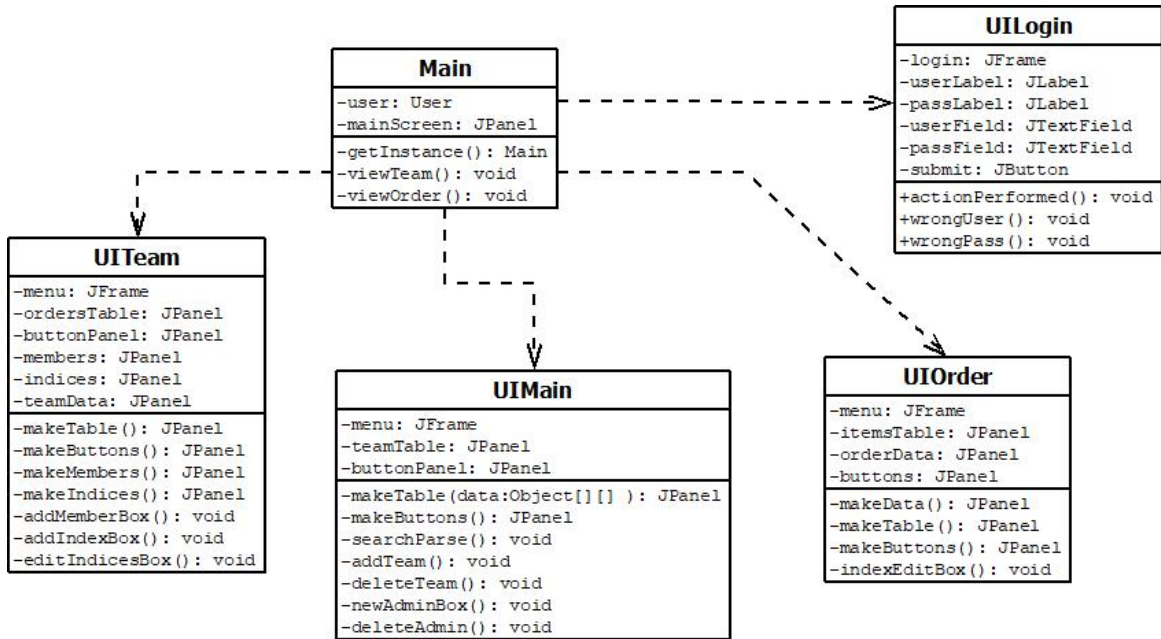 Main
-user: User
-mainScreen: JPanel
-getInstance(): Main
-viewTeam(): void
-viewOrder(): void
UILogin
-login: JFrame
-userLabel: JLabel
-passLabel: JLabel
-userField: JTextField
-passField: JTextField
-submit: JButton
+actionPerformed(): void
+wrongUser(): void
+wrongPass(): void
UITeam
-menu: JFrame
-ordersTable: JPanel
-buttonPanel: JPanel
-members: JPanel
-indices: JPanel
-teamData: JPanel
-makeTable(): JPanel
-makeButtons(): JPanel
-makeMembers(): JPanel
-makeIndices(): JPanel
-addMemberBox(): void
-addIndexBox(): void
-editIndicesBox(): void
UIMain
-menu: JFrame
-teamTable: JPanel
-buttonPanel: JPanel
-makeTable(data:Object[][] ): JPanel
-makeButtons(): JPanel
-searchParse(): void
-addTeam(): void
-deleteTeam(): void
-newAdminBox(): void
-deleteAdmin(): void
UIOrder
-menu: JFrame
-itemsTable: JPanel
-orderData: JPanel
-buttons: JPanel
-makeData(): JPanel
-makeTable(): JPanel
-makeButtons(): JPanel
-indexEditBox(): void